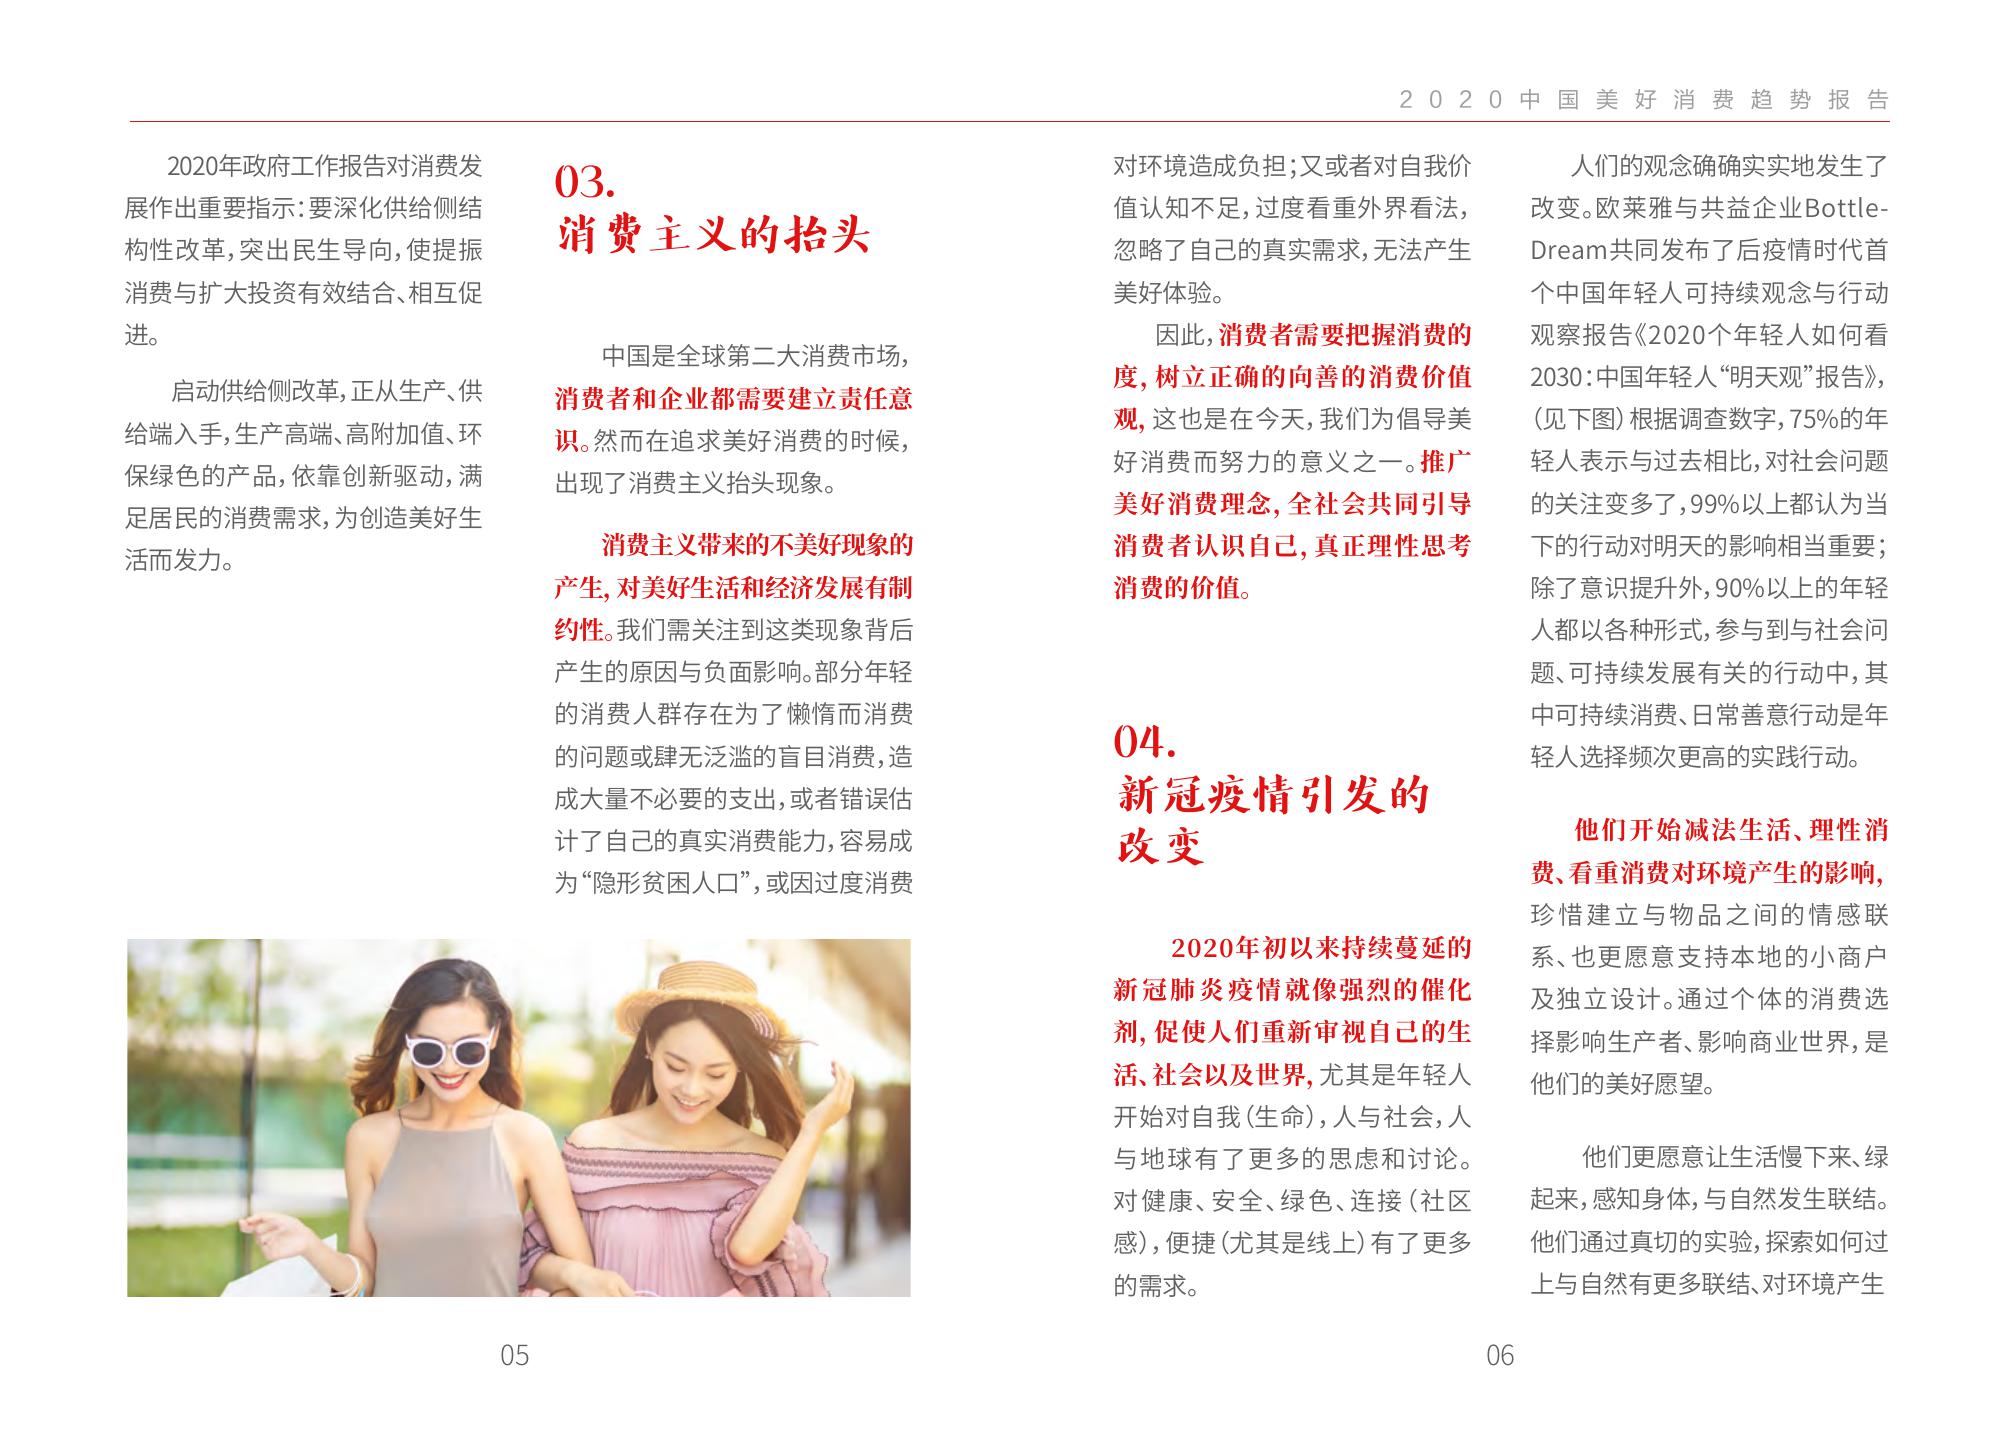 2020中国美好消费趋势报告
2020年政府工作报告对消费发
展作出重要指示：要深化供给侧结
构性改革，突出民生导向，使提振
消费与扩大投资有效结合、相互促
进。
启动供给侧改革，正从生产、供
给端入手，生产高端、高附加值、环
保绿色的产品，依靠创新驱动，满
足居民的消费需求，为创造美好生
活而发力。
03.
消费主义的抬头
中国是全球第二大消费市场，
消费者和企业都需要建立责任意
识。然而在追求美好消费的时候，
出现了消费主义抬头现象。
消费主义带来的不美好现象的
产生，对美好生活和经济发展有制
约性。我们需关注到这类现象背后
产生的原因与负面影响。部分年轻
的消费人群存在为了懒惰而消费
的问题或肆无泛滥的盲目消费，造
成大量不必要的支出，或者错误估
计了自己的真实消费能力，容易成
为“隐形贫困人口”，或因过度消费
05
对环境造成负担；又或者对自我价
值认知不足，过度看重外界看法，
忽略了自己的真实需求，无法产生
美好体验。
因此，消费者需要把握消费的
度，树立正确的向善的消费价值
观，这也是在今天，我们为倡导美
好消费而努力的意义之一。推广
美好消费理念，全社会共同引导
消费者认识自己，真正理性思考
消费的价值。
04.
新冠疫情引发的
改变
2020年初以来持续蔓延的
新冠肺炎疫情就像强烈的催化
剂，促使人们重新审视自己的生
活、社会以及世界，尤其是年轻人
开始对自我（生命），人与社会，人
与地球有了更多的思虑和讨论。
对健康、安全、绿色、连接（社区
感），便捷（尤其是线上）有了更多
的需求。
人们的观念确确实实地发生了
改变。欧莱雅与共益企业Bottle-
Dream共同发布了后疫情时代首
个中国年轻人可持续观念与行动
观察报告《2020个年轻人如何看
2030：中国年轻人“明天观”报告》，
（见下图）根据调查数字，75%的年
轻人表示与过去相比，对社会问题
的关注变多了，99%以上都认为当
下的行动对明天的影响相当重要；
除了意识提升外，90%以上的年轻
人都以各种形式，参与到与社会问
题、可持续发展有关的行动中，其
中可持续消费、日常善意行动是年
轻人选择频次更高的实践行动。
他们开始减法生活、理性消
费、看重消费对环境产生的影响，
珍惜建立与物品之间的情感联
系、也更愿意支持本地的小商户
及独立设计。通过个体的消费选
择影响生产者、影响商业世界，是
他们的美好愿望。
他们更愿意让生活慢下来、绿
起来，感知身体，与自然发生联结。
他们通过真切的实验，探索如何过
上与自然有更多联结、对环境产生
06